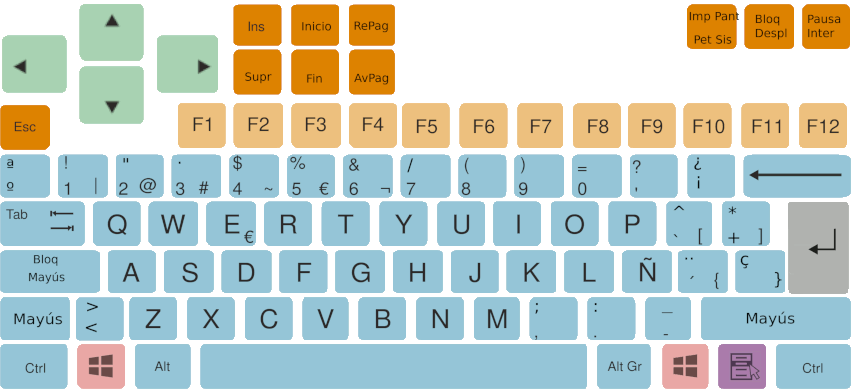 Ins Inicio RePag
Imp Pant
Pet Sis
Bloq
Despl
Pausa
Inter
Supr Fin AvPag
Esc F1 F2 F3 F4 F5 F6 F7 F8 F9 F10 F11 F12
ª ! " · $ % & / ( ) = ? ¿
º 1 | 2 @ 3 # 4 ~ 5 € 6 ¬ 7 8 9 0 ' ¡
Tab Q W E € R T Y U I O P ^ ` [ * + ]
Bloq
Mayús
A S D F G H J K L Ñ ¨ ´ { ç }
Mayús > < Z X C V B N M ; , : . _ - Mayús
Ctrl Alt Alt Gr Ctrl